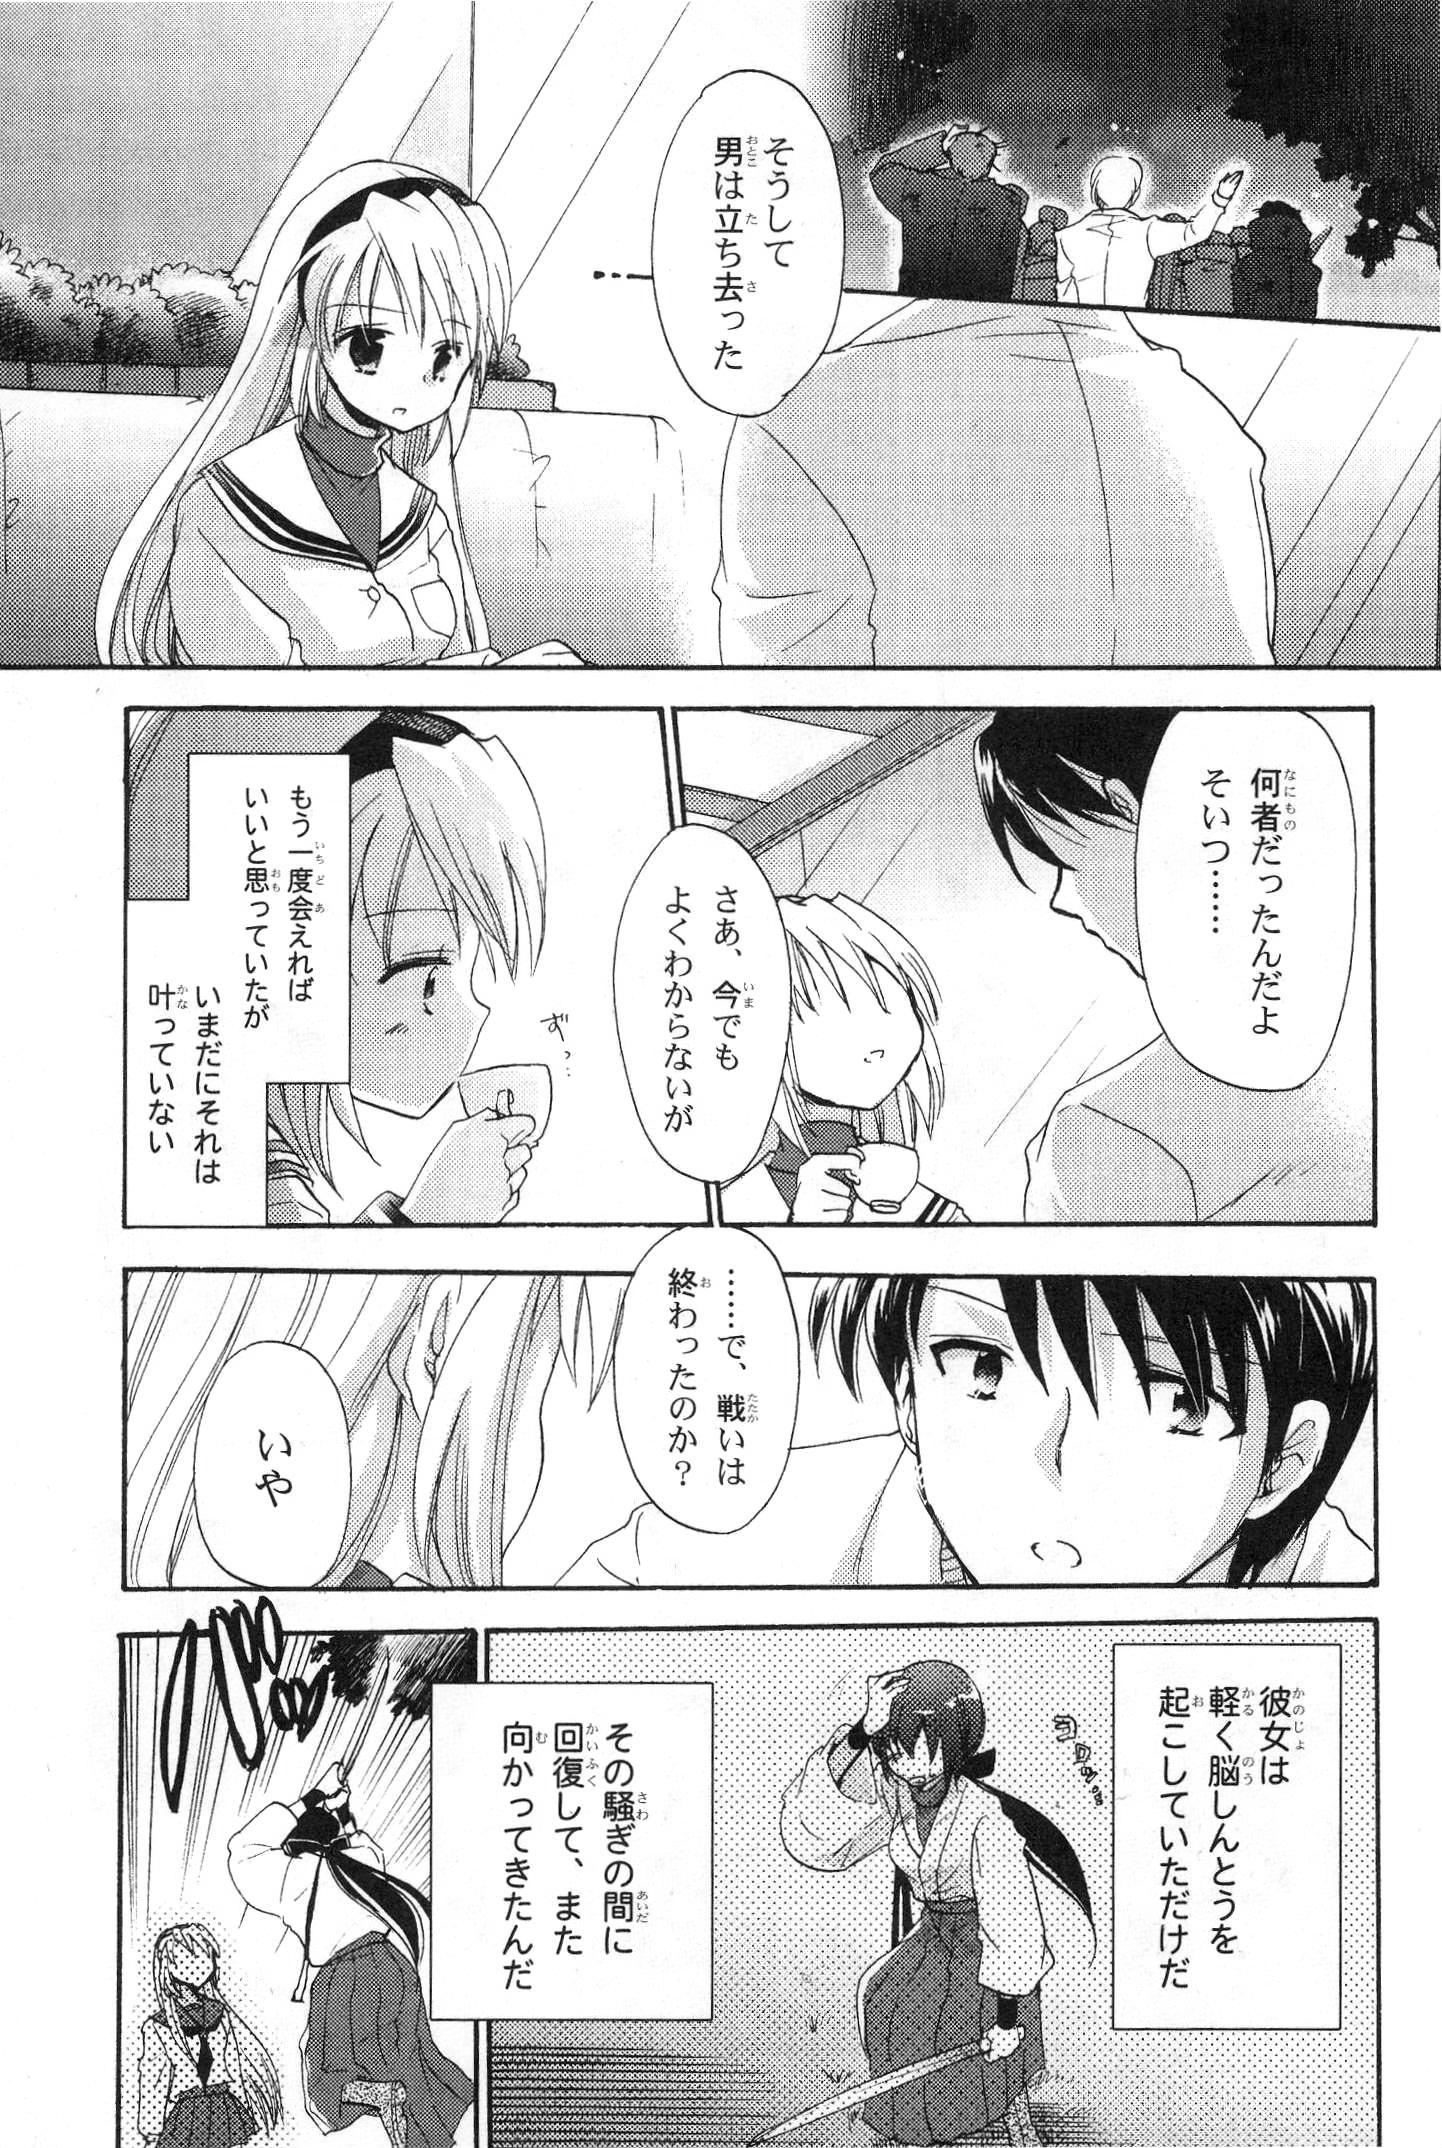 そうして
男は立ち去った
何者だったんだよ
そいつ……
さあ、今でも
よくわからないが
ずっ…
もう一度会えれば
いいと思っていたが
いまだにそれは
叶っていない
……で、戦いは
終わったのか？
いや
彼女は
軽く脳しんとうを
起こしていただけだ
その騒ぎの間に
回復して、また
向かってきたんだ